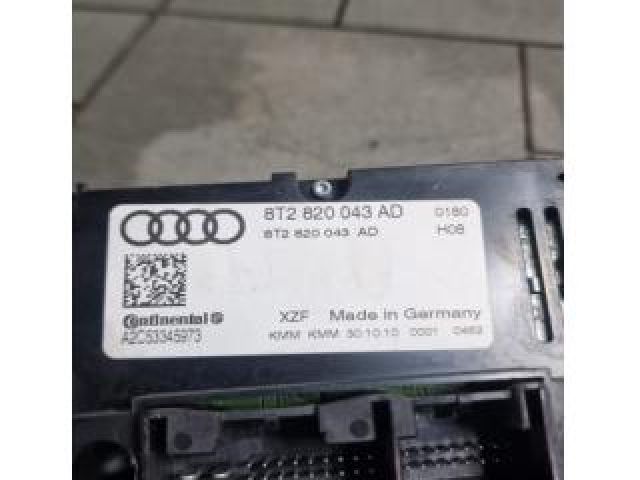 8T2 820 043 AD 0180
8T2 820 043 AD H08
Continental
XZF Made in Germany
A2C53345973 KMM KMM 30.10.10 0001 0462